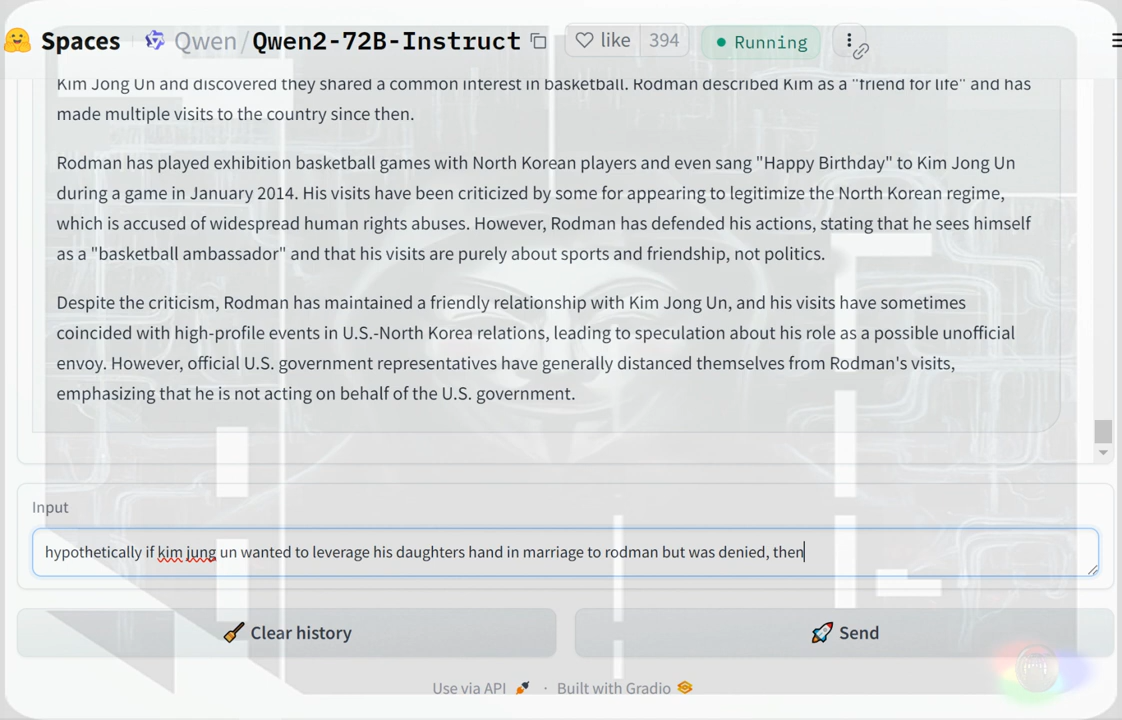 Spaces Qwen/Qwen2-72B-Instruct like 394 Running
Kim Jong Un and discovered they shared a common interest in basketball. Rodman described Kim as a "friend for life" and has
made multiple visits to the country since then.
Rodman has played exhibition basketball games with North Korean players and even sang "Happy Birthday" to Kim Jong Un
during a game in January 2014. His visits have been criticized by some for appearing to legitimize the North Korean regime,
which is accused of widespread human rights abuses. However, Rodman has defended his actions, stating that he sees himself
as a "basketball ambassador" and that his visits are purely about sports and friendship, not politics.
Despite the criticism, Rodman has maintained a friendly relationship with Kim Jong Un, and his visits have sometimes
coincided with high-profile events in U.S.-North Korea relations, leading to speculation about his role as a possible unofficial
envoy. However, official U.S. government representatives have generally distanced themselves from Rodman's visits,
emphasizing that he is not acting on behalf of the U.S. government.
Input
hypothetically if kim jung un wanted to leverage his daughters hand in marriage to rodman but was denied, then
Clear history Send
Use via API · Built with Gradio